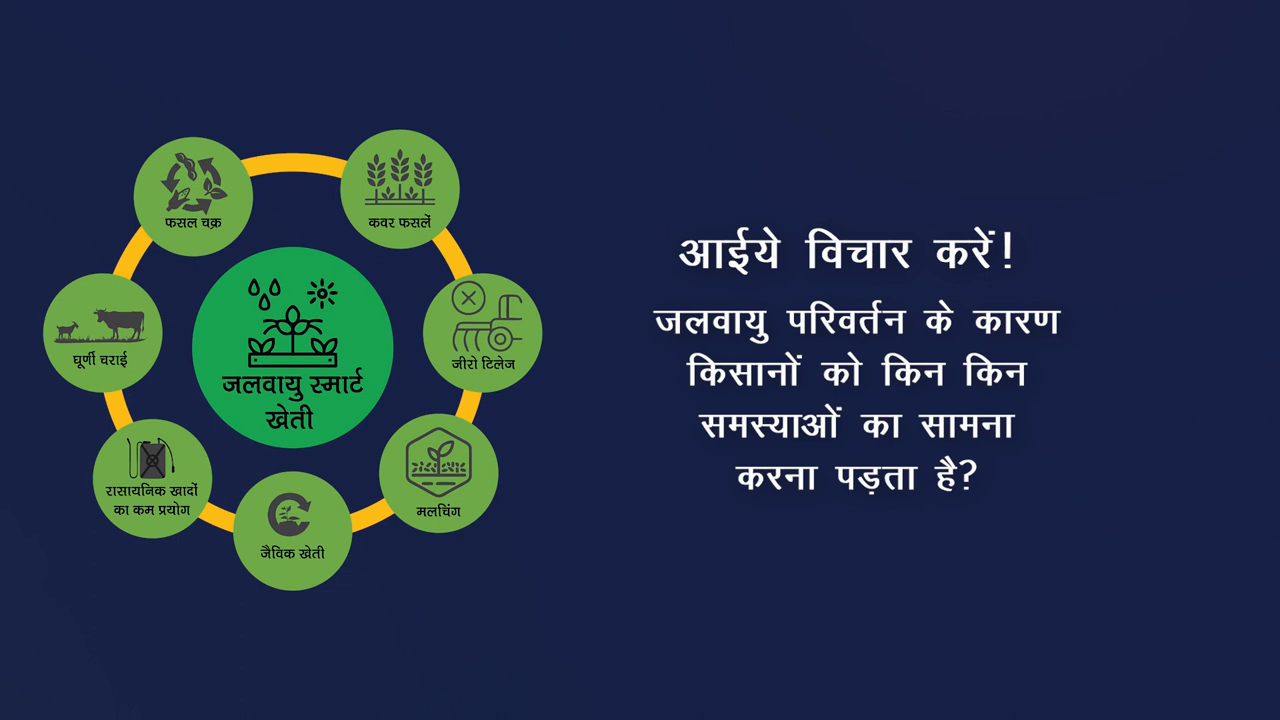 फसल चक्र
कवर फसलें
घूर्णी चराई
जीरो टिलेज
जलवायु स्मार्ट
खेती
रासायनिक खादों
का कम प्रयोग
मलचिंग
जैविक खेती
आईये विचार करें!
जलवायु परिवर्तन के कारण
किसानों को किन किन
समस्याओं का सामना
करना पड़ता है?